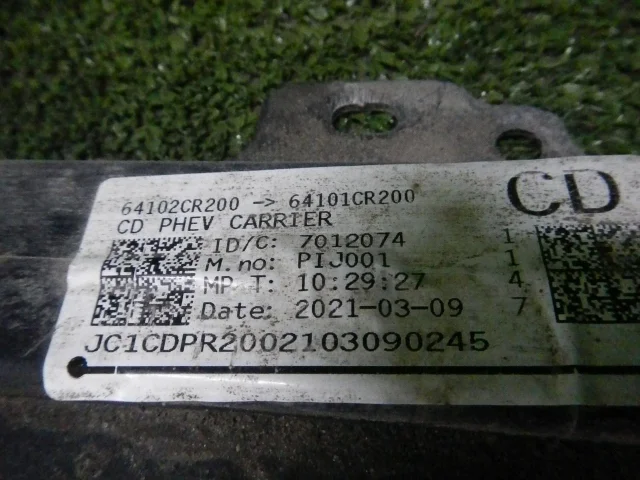 64102CR200 -> 64101CR200
CD
CD PHEV CARRIER
ID/C: 7012074
1
M.no: PIJ001
1
MP T: 10:29:27
4
Date: 2021-03-09
7
JC1CDPR2002103090245